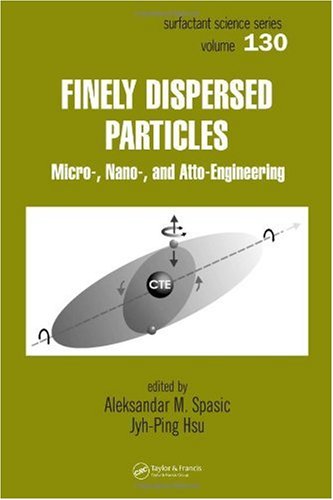 surfactant science series
volume 130
FINELY DISPERSED
PARTICLES
Micro-, Nano-, and Atto-Engineering
CTE
edited by
Aleksandar M. Spasic
Jyh-Ping Hsu
CRC
Taylor & Francis